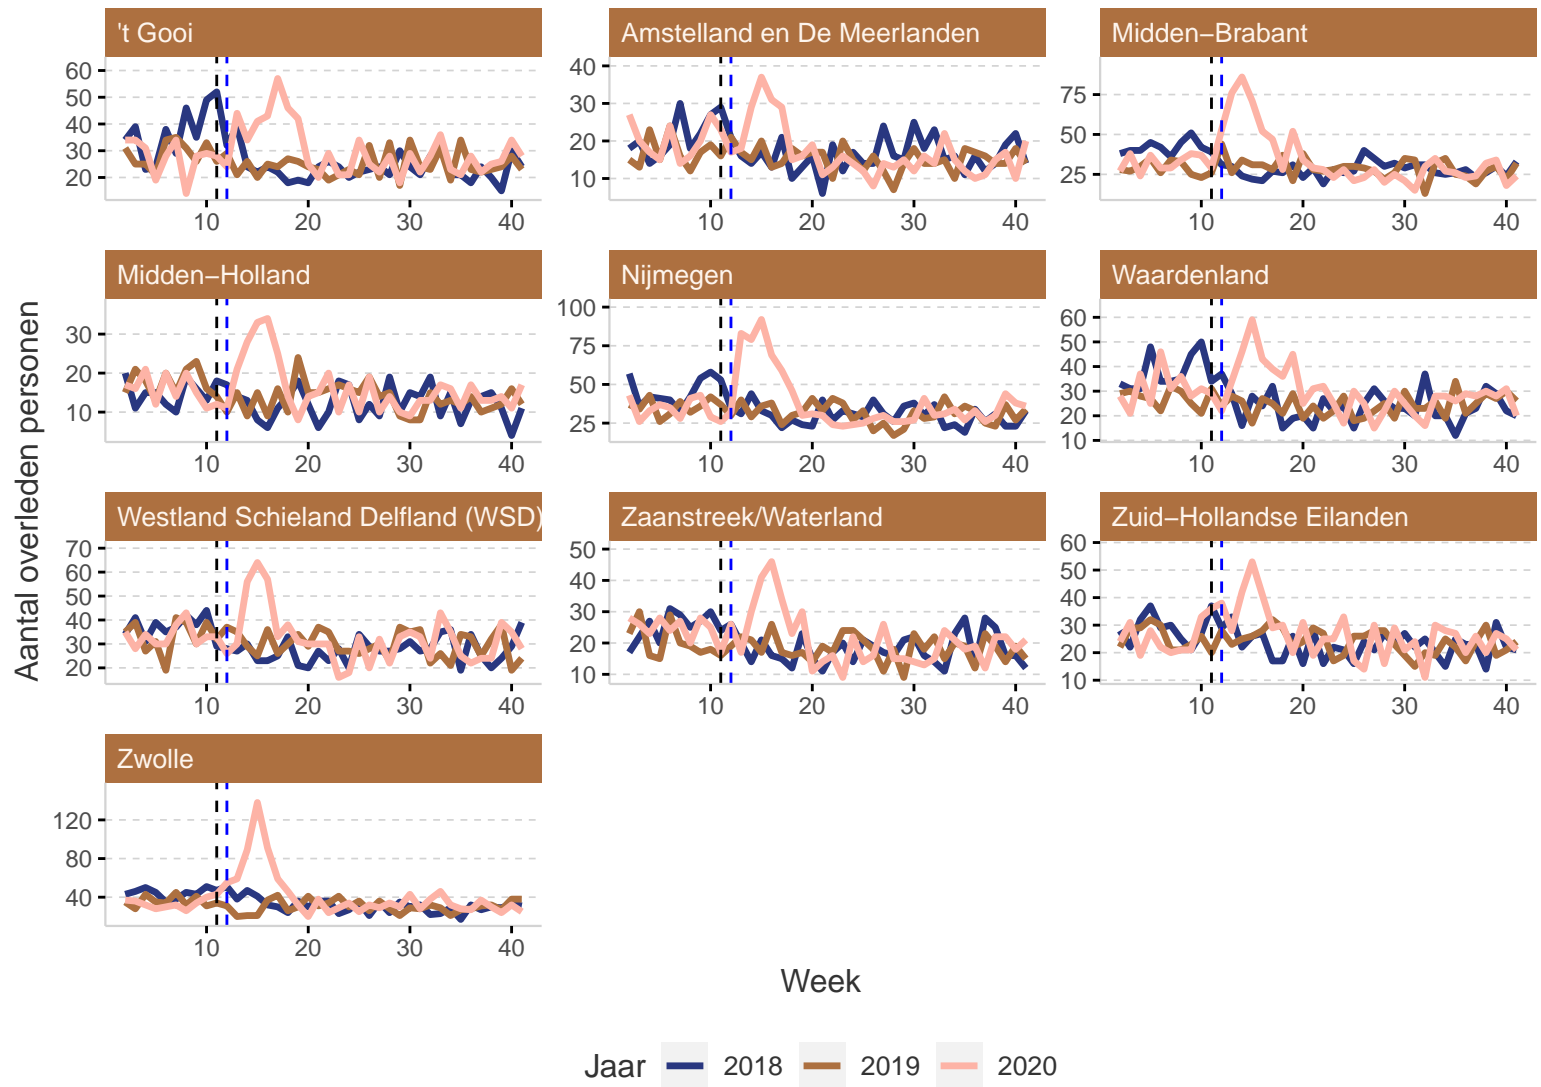 't Gooi
Amstelland en De Meerlanden
Midden–Brabant
60
50
40
30
20
10 20 30 40
40
30
20
10
10 20 30 40
75
50
25
10 20 30 40
Midden–Holland
Nijmegen
Waardenland
30
20
10
10 20 30 40
100
75
50
25
10 20 30 40
60
50
40
30
20
10
10 20 30 40
Westland Schieland Delfland (WSD)
Zaanstreek/Waterland
Zuid–Hollandse Eilanden
70
60
50
40
30
20
10 20 30 40
50
40
30
20
10
10 20 30 40
60
50
40
30
20
10
10 20 30 40
Zwolle
120
80
40
10 20 30 40
Aantal overleden personen
Week
Jaar 2018 2019 2020